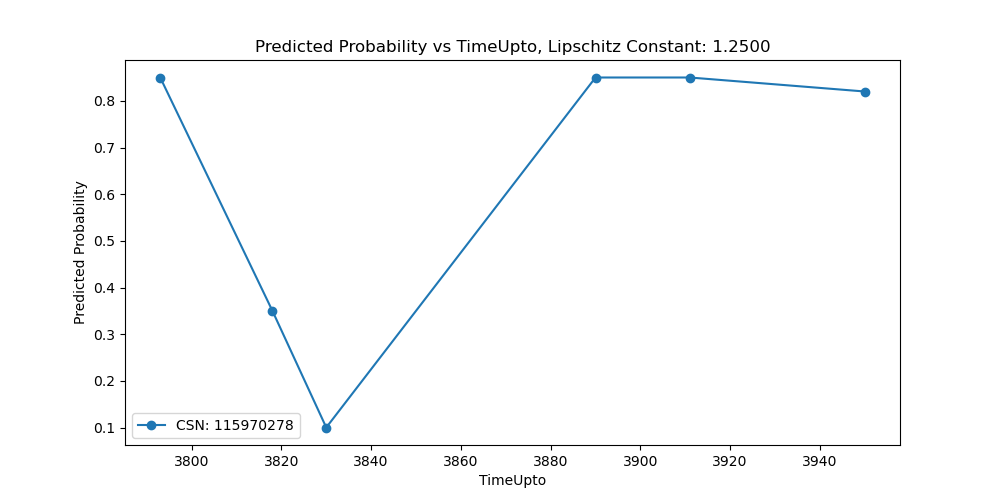 Predicted Probability vs TimeUpto, Lipschitz Constant: 1.2500
Predicted Probability
0.8
0.7
0.6
0.5
0.4
0.3
0.2
0.1
CSN: 115970278
3800 3820 3840 3860 3880 3900 3920 3940
TimeUpto